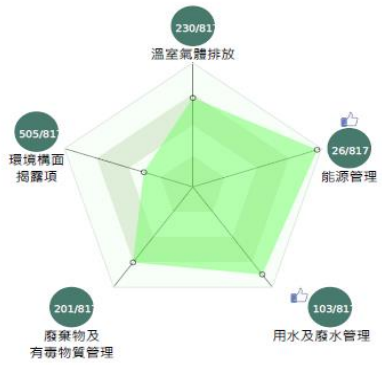 230/817
溫室氣體排放
505/817
環境構面
揭露項
26/817
能源管理
201/817
廢棄物及
有毒物質管理
103/817
用水及廢水管理